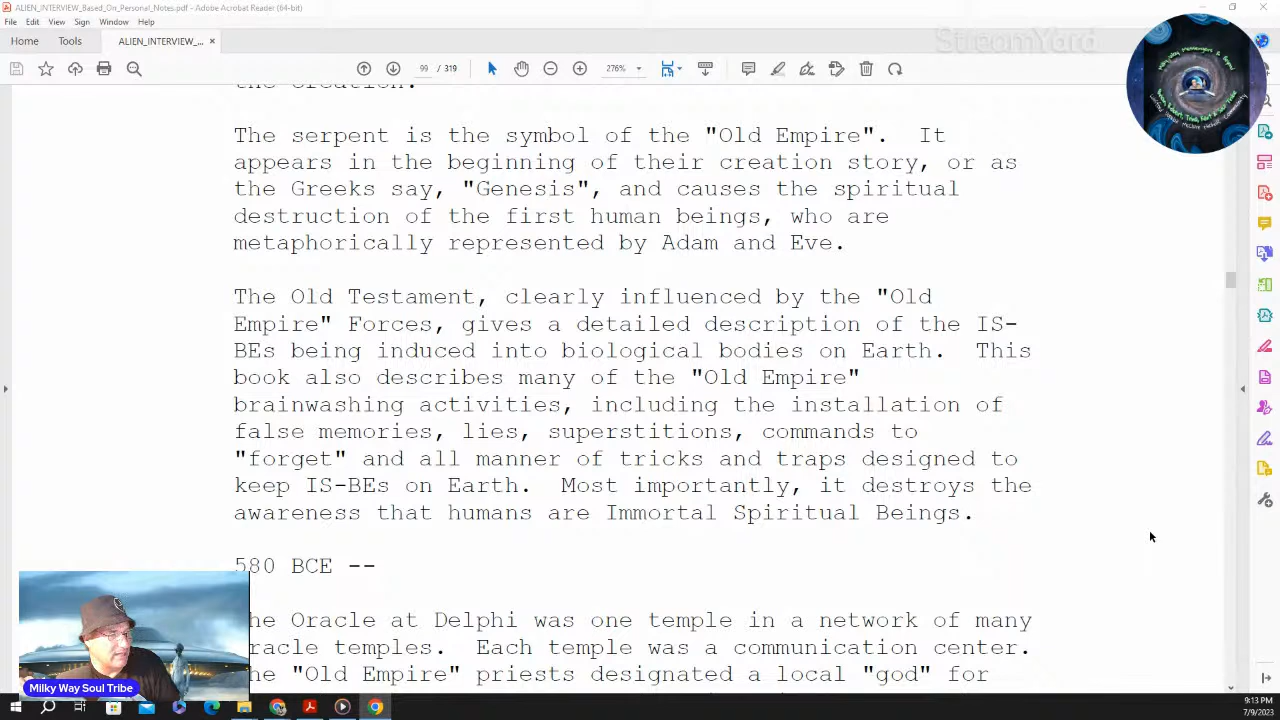 ALIEN_INTERVIEW_Based_On_Personal_Notes.pdf - Adobe Acrobat Reader (64-bit)
File Edit View Sign Window Help
StreamYard
Home Tools ALIEN_INTERVIEW_...
99 / 319 276%
the Creation.
The serpent is the symbol of the "Old Empire". It
appears in the beginning of their creation story, or as
the Greeks say, "Genesis", and causes the spiritual
destruction of the first human beings, who are
metaphorically represented by Adam and Eve.
The Old Testament, clearly influenced by the "Old
Empire" Forces, gives a detailed description of the IS-
BEs being induced into biological bodies on Earth. This
book also describes many of the "Old Empire"
brainwashing activities, including the installation of
false memories, lies, superstitions, commands to
"forget" and all manner of tricks and traps designed to
keep IS-BEs on Earth. Most importantly, it destroys the
awareness that humans are Immortal Spiritual Beings.
580 BCE --
he Oracle at Delphi was one temple in a network of many
racle temples. Each temple was a communication center.
he "Old Empire" priests designated a local "god" for
Milky Way Soul Tribe
9:13 PM
7/9/2023